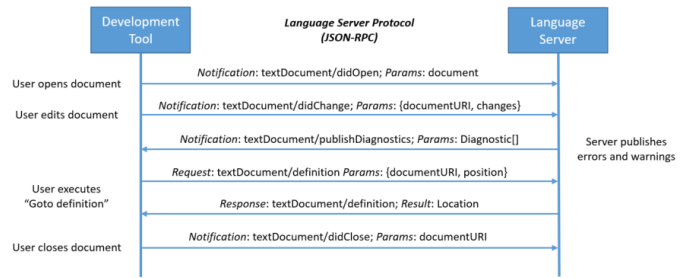 Development
Tool
Language Server Protocol
(JSON-RPC)
Language
Server
User opens document
Notification: textDocument/didOpen; Params: document
User edits document
Notification: textDocument/didChange; Params: {documentURI, changes}
Notification: textDocument/publishDiagnostics; Params: Diagnostic[]
Server publishes
errors and warnings
Request: textDocument/definition Params: {documentURI, position}
User executes
“Goto definition”
Response: textDocument/definition; Result: Location
User closes document
Notification: textDocument/didClose; Params: documentURI